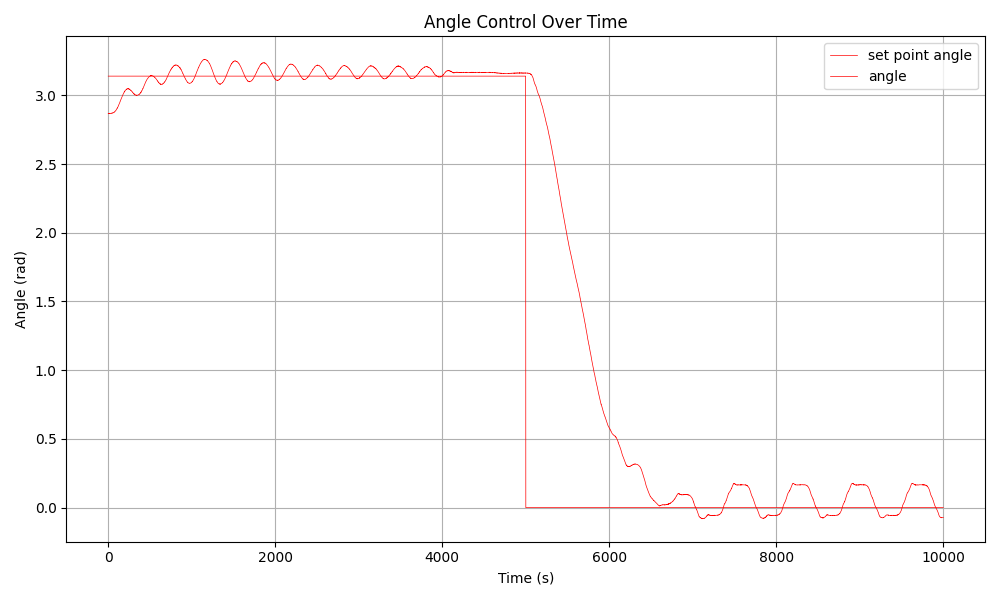 Angle Control Over Time
set point angle
angle
3.0
2.5
2.0
1.5
1.0
0.5
0.0
Angle (rad)
0 2000 4000 6000 8000 10000
Time (s)